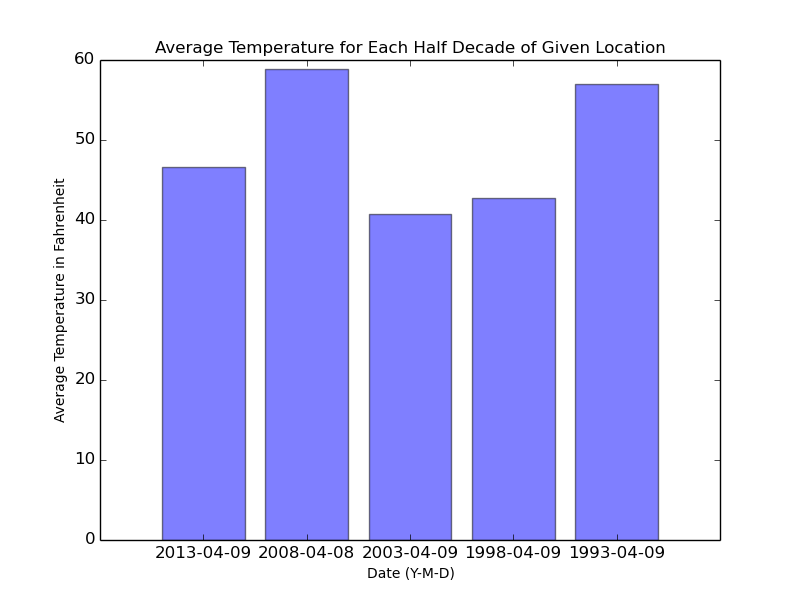 Average Temperature for Each Half Decade of Given Location
60
50
40
30
20
10
0
Average Temperature in Fahrenheit
2013-04-09 2008-04-08 2003-04-09 1998-04-09 1993-04-09
Date (Y-M-D)